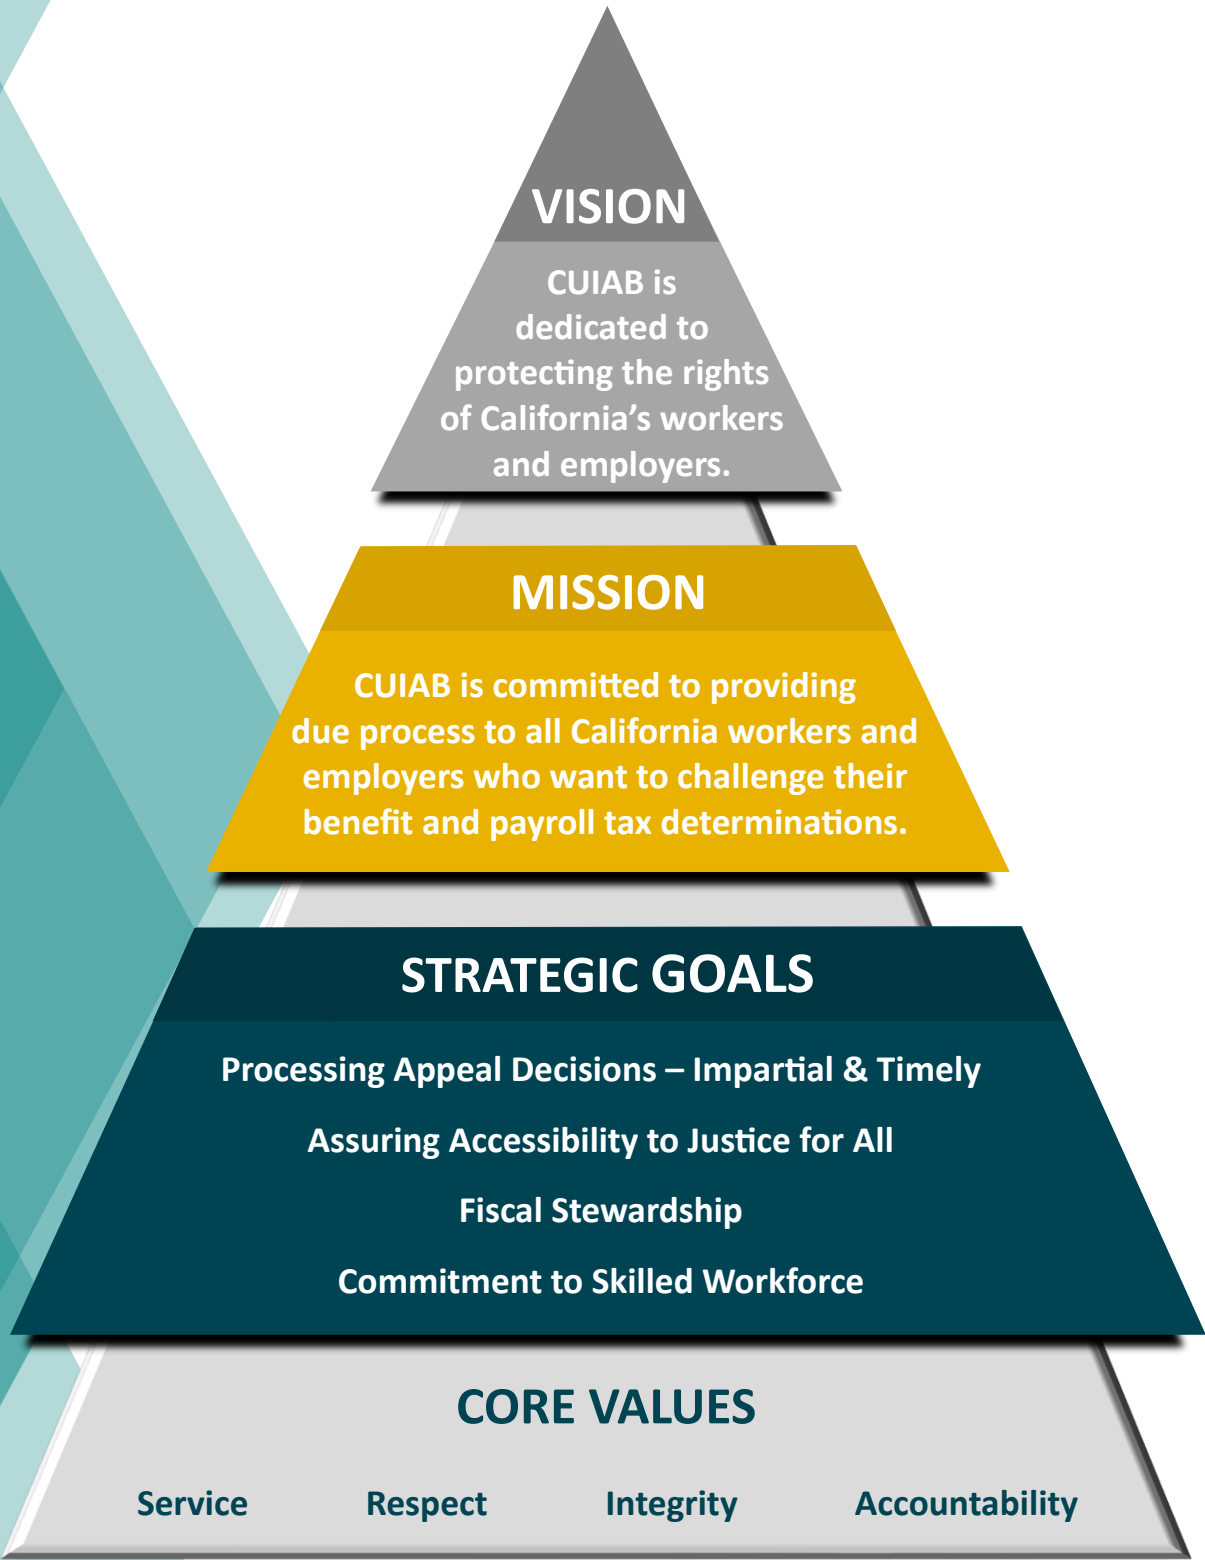 VISION
CUIAB is
dedicated to
protecting the rights
of California’s workers
and employers.
MISSION
CUIAB is committed to providing
due process to all California workers and
employers who want to challenge their
benefit and payroll tax determinations.
STRATEGIC GOALS
Processing Appeal Decisions – Impartial & Timely
Assuring Accessibility to Justice for All
Fiscal Stewardship
Commitment to Skilled Workforce
CORE VALUES
Service Respect Integrity Accountability